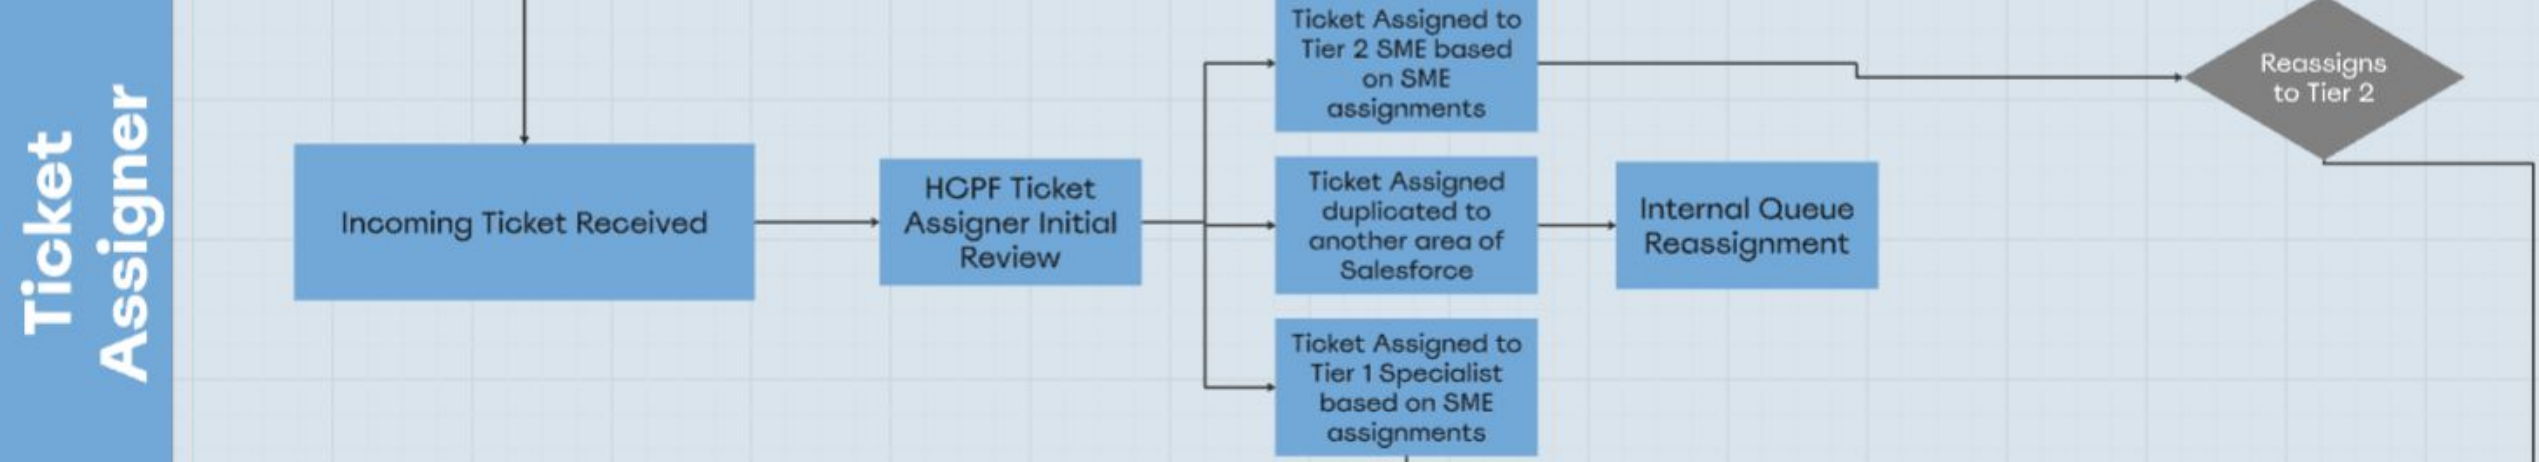 Ticket
Assigner
Incoming Ticket Received
HCPF Ticket
Assigner Initial
Review
Ticket Assigned to
Tier 2 SME based
on SME
assignments
Ticket Assigned
duplicated to
another area of
Salesforce
Internal Queue
Reassignment
Ticket Assigned to
Tier 1 Specialist
based on SME
assignments
Reassigns
to Tier 2